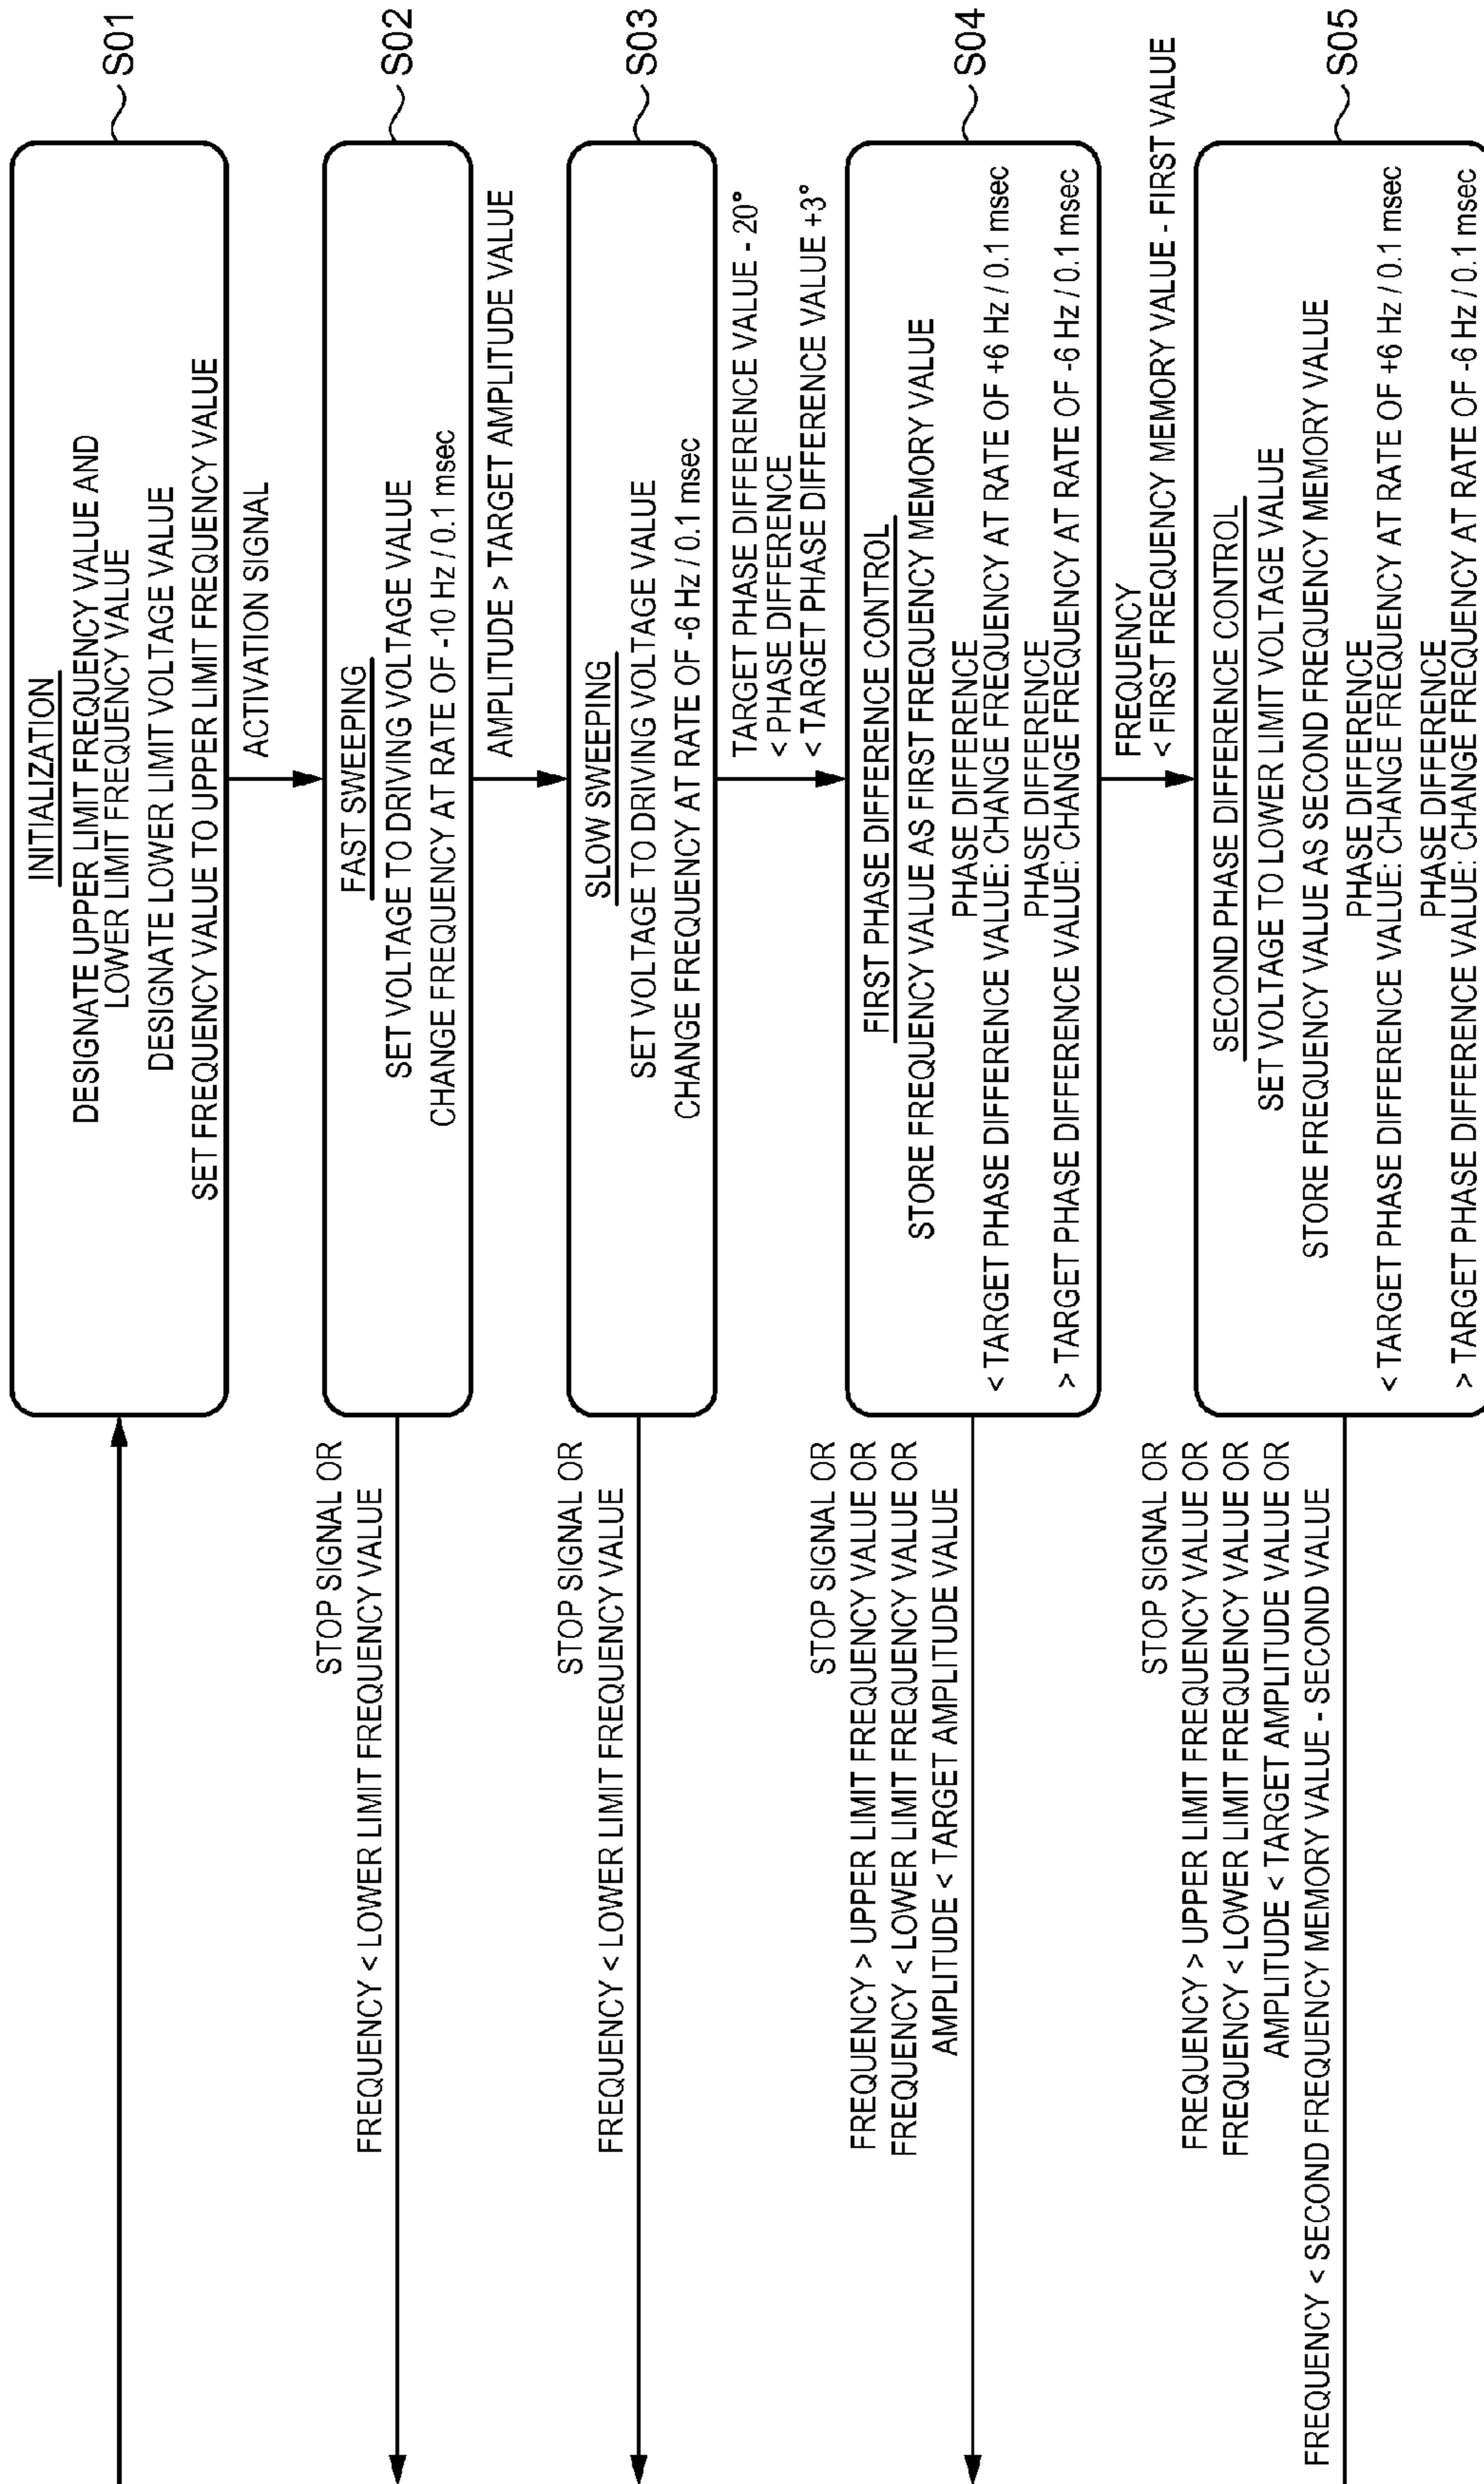 INITIALIZATION
DESIGNATE UPPER LIMIT FREQUENCY VALUE AND
LOWER LIMIT FREQUENCY VALUE
DESIGNATE LOWER LIMIT VOLTAGE VALUE
SET FREQUENCY VALUE TO UPPER LIMIT FREQUENCY VALUE
S01
ACTIVATION SIGNAL
FAST SWEEPING
SET VOLTAGE TO DRIVING VOLTAGE VALUE
CHANGE FREQUENCY AT RATE OF -10 Hz / 0.1 msec
S02
STOP SIGNAL OR
FREQUENCY < LOWER LIMIT FREQUENCY VALUE
AMPLITUDE > TARGET AMPLITUDE VALUE
SLOW SWEEPING
SET VOLTAGE TO DRIVING VOLTAGE VALUE
CHANGE FREQUENCY AT RATE OF -6 Hz / 0.1 msec
S03
STOP SIGNAL OR
FREQUENCY < LOWER LIMIT FREQUENCY VALUE
TARGET PHASE DIFFERENCE VALUE - 20°
< PHASE DIFFERENCE
< TARGET PHASE DIFFERENCE VALUE +3°
FIRST PHASE DIFFERENCE CONTROL
STORE FREQUENCY VALUE AS FIRST FREQUENCY MEMORY VALUE
PHASE DIFFERENCE
< TARGET PHASE DIFFERENCE VALUE: CHANGE FREQUENCY AT RATE OF +6 Hz / 0.1 msec
PHASE DIFFERENCE
> TARGET PHASE DIFFERENCE VALUE: CHANGE FREQUENCY AT RATE OF -6 Hz / 0.1 msec
S04
STOP SIGNAL OR
FREQUENCY > UPPER LIMIT FREQUENCY VALUE OR
FREQUENCY < LOWER LIMIT FREQUENCY VALUE OR
AMPLITUDE < TARGET AMPLITUDE VALUE
FREQUENCY
< FIRST FREQUENCY MEMORY VALUE - FIRST VALUE
SECOND PHASE DIFFERENCE CONTROL
SET VOLTAGE TO LOWER LIMIT VOLTAGE VALUE
STORE FREQUENCY VALUE AS SECOND FREQUENCY MEMORY VALUE
PHASE DIFFERENCE
< TARGET PHASE DIFFERENCE VALUE: CHANGE FREQUENCY AT RATE OF +6 Hz / 0.1 msec
PHASE DIFFERENCE
> TARGET PHASE DIFFERENCE VALUE: CHANGE FREQUENCY AT RATE OF -6 Hz / 0.1 msec
S05
STOP SIGNAL OR
FREQUENCY > UPPER LIMIT FREQUENCY VALUE OR
FREQUENCY < LOWER LIMIT FREQUENCY VALUE OR
AMPLITUDE < TARGET AMPLITUDE VALUE OR
FREQUENCY < SECOND FREQUENCY MEMORY VALUE - SECOND VALUE